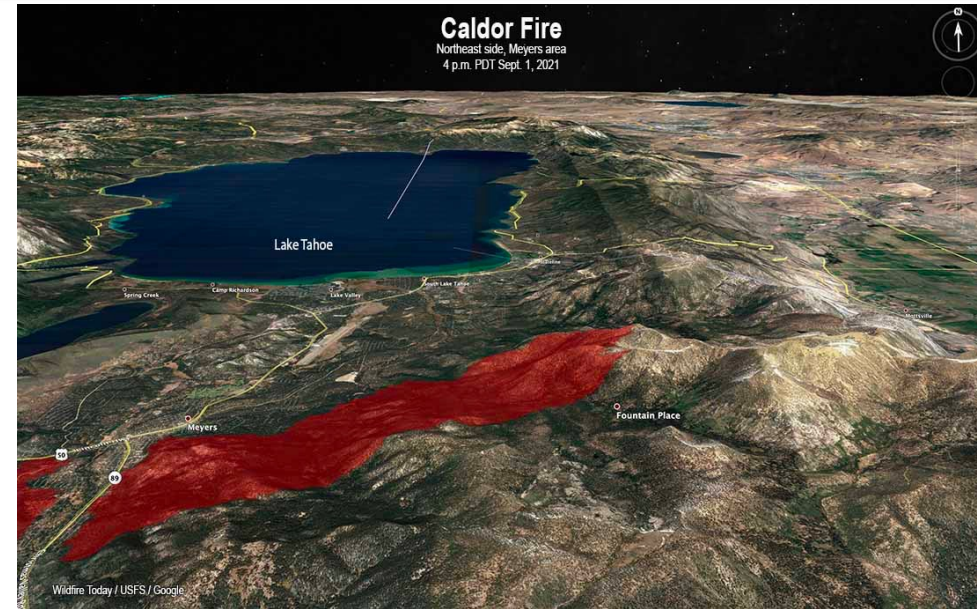 Caldor Fire
Northeast side, Meyers area
4 p.m. PDT Sept. 1, 2021
N
Lake Tahoe
Spring Creek
Camp Richardson
Lake Valley
South Lake Tahoe
Mottsville
Fountain Place
Meyers
50
89
Wildfire Today / USFS / Google